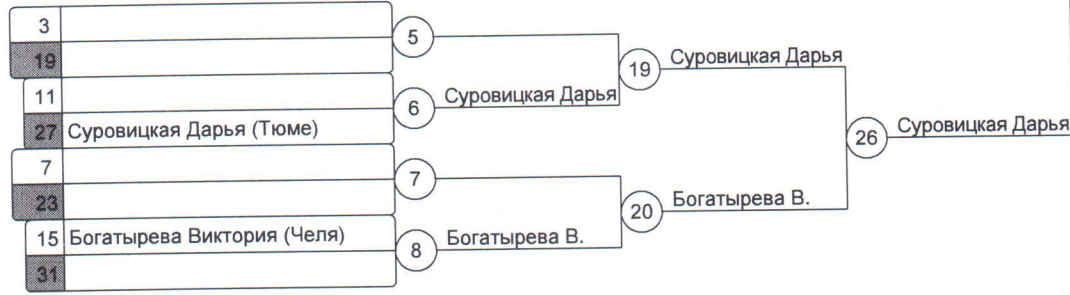 3
5
19
19 Суровицкая Дарья
11
6 Суровицкая Дарья
27 Суровицкая Дарья (Тюме)
26 Суровицкая Дарья
7
7
23
20 Богатырева В.
15 Богатырева Виктория (Челя)
8 Богатырева В.
31